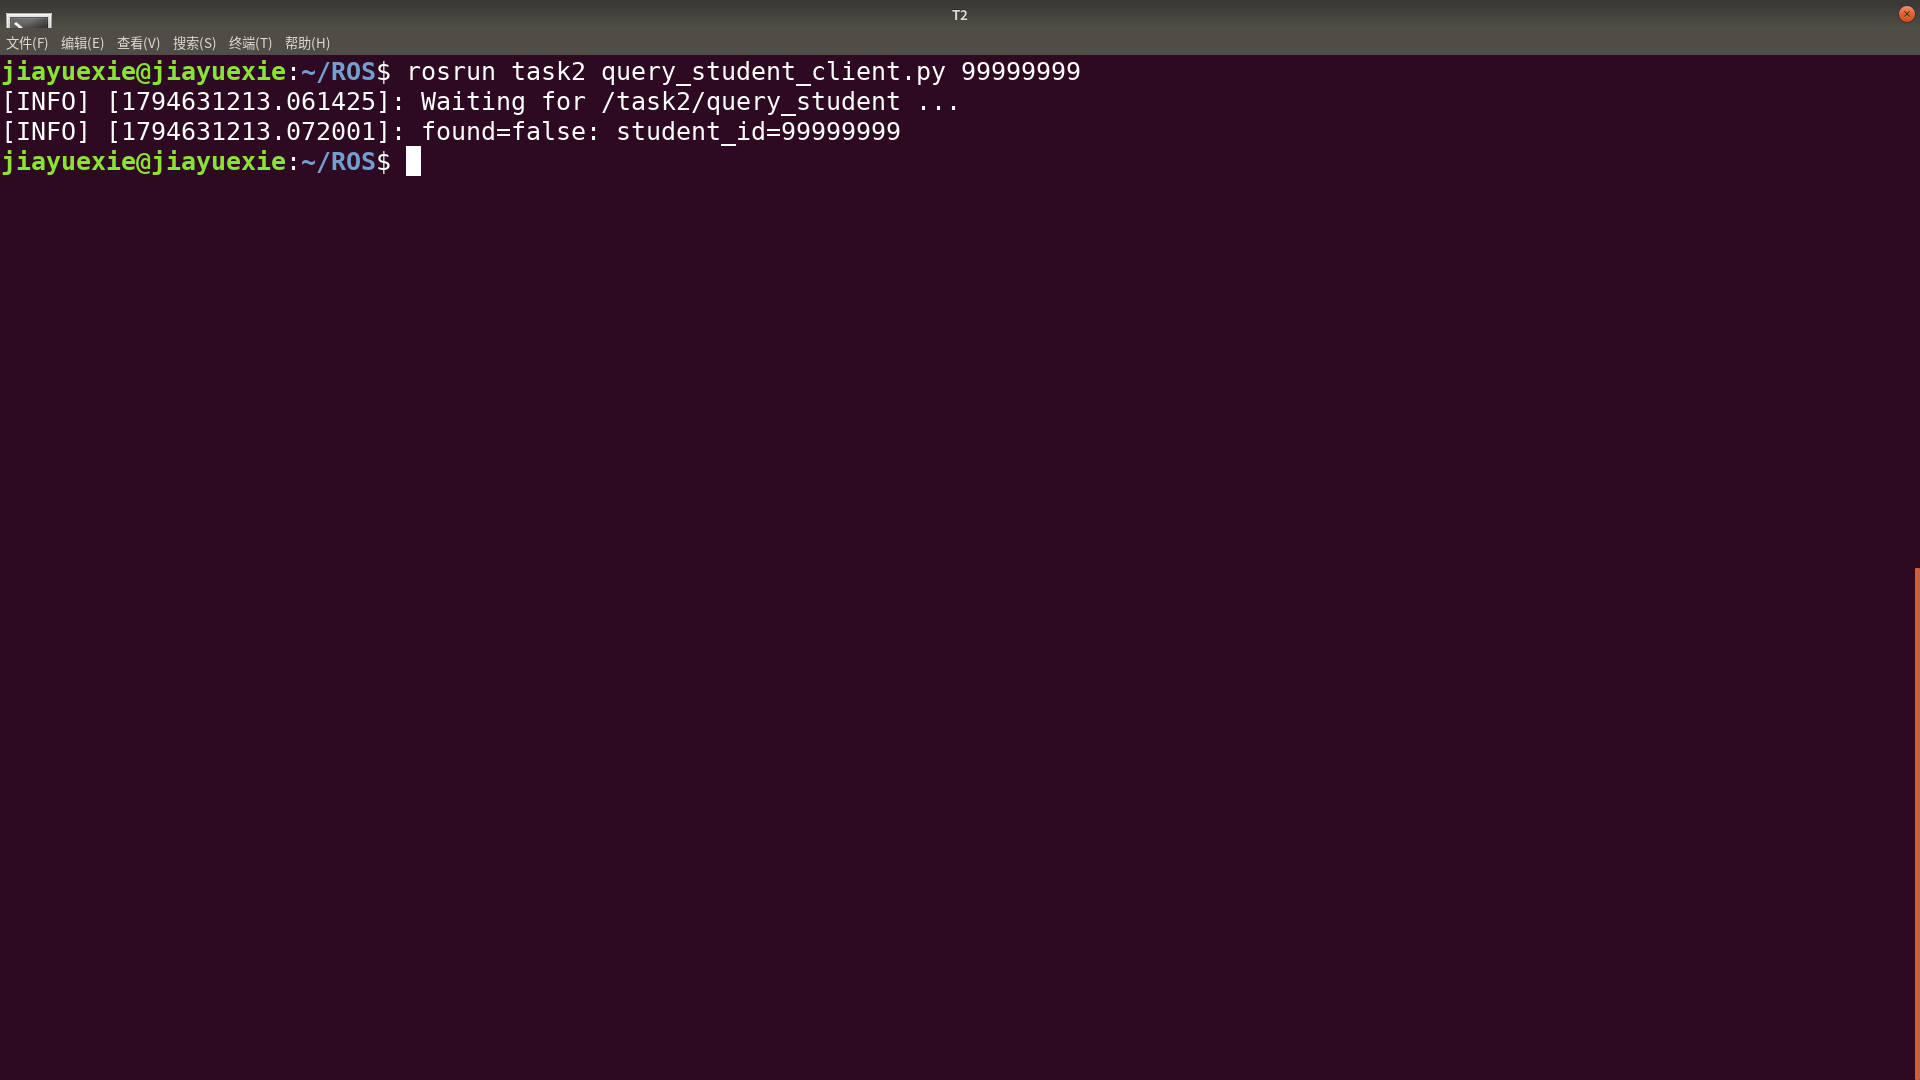 T2
文件(F) 编辑(E) 查看(V) 搜索(S) 终端(T) 帮助(H)
jiayuexie@jiayuexie:~/ROS$ rosrun task2 query_student_client.py 99999999
[INFO] [1794631213.061425]: Waiting for /task2/query_student ...
[INFO] [1794631213.072001]: found=false: student_id=99999999
jiayuexie@jiayuexie:~/ROS$